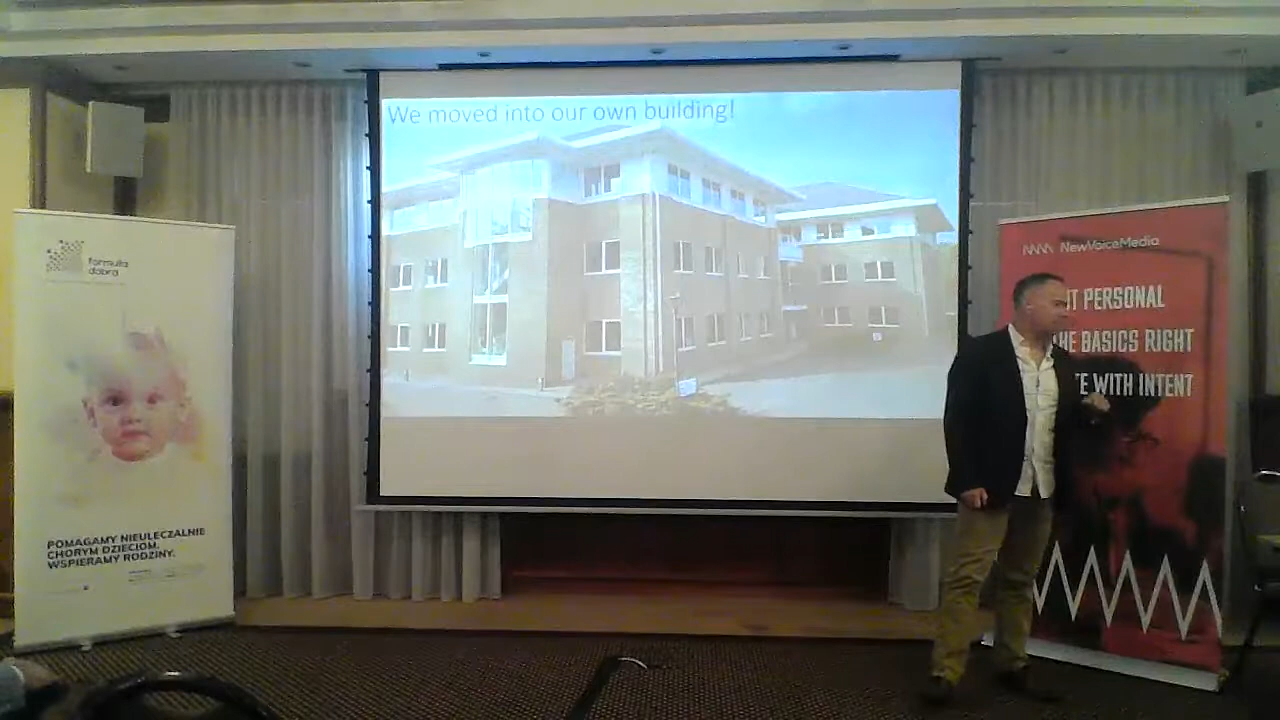 We moved into our own building!
formuła
dobra
POMAGAMY NIEULECZALNIE
CHORYM DZIECIOM.
WSPIERAMY RODZINY.
NewVoiceMedia
IT PERSONAL
HE BASICS RIGHT
E WITH INTENT